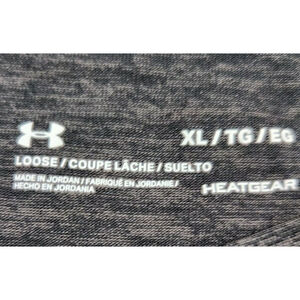 XL / TG / EG
LOOSE / COUPE LÂCHE / SUELTO
MADE IN JORDAN / FABRIQUÉ EN JORDANIE /
HECHO EN JORDANIA
HEATGEAR